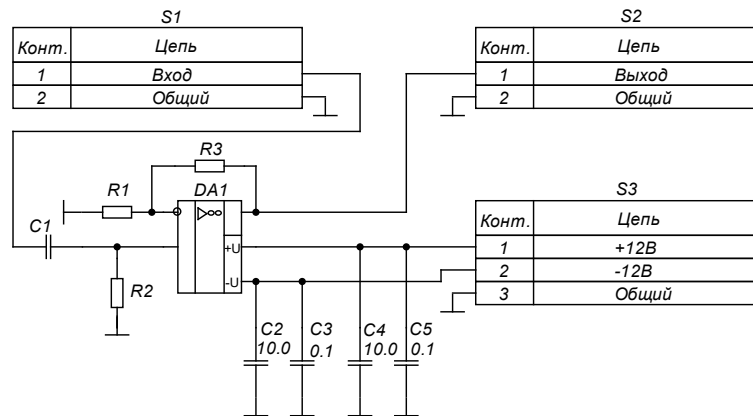 S1
Конт. Цепь
1 Вход
2 Общий
S2
Конт. Цепь
1 Выход
2 Общий
R3
R1
DA1
▷∞
C1
+U
-U
R2
S3
Конт. Цепь
1 +12В
2 -12В
3 Общий
C2 C3 C4 C5
10.0 0.1 10.0 0.1